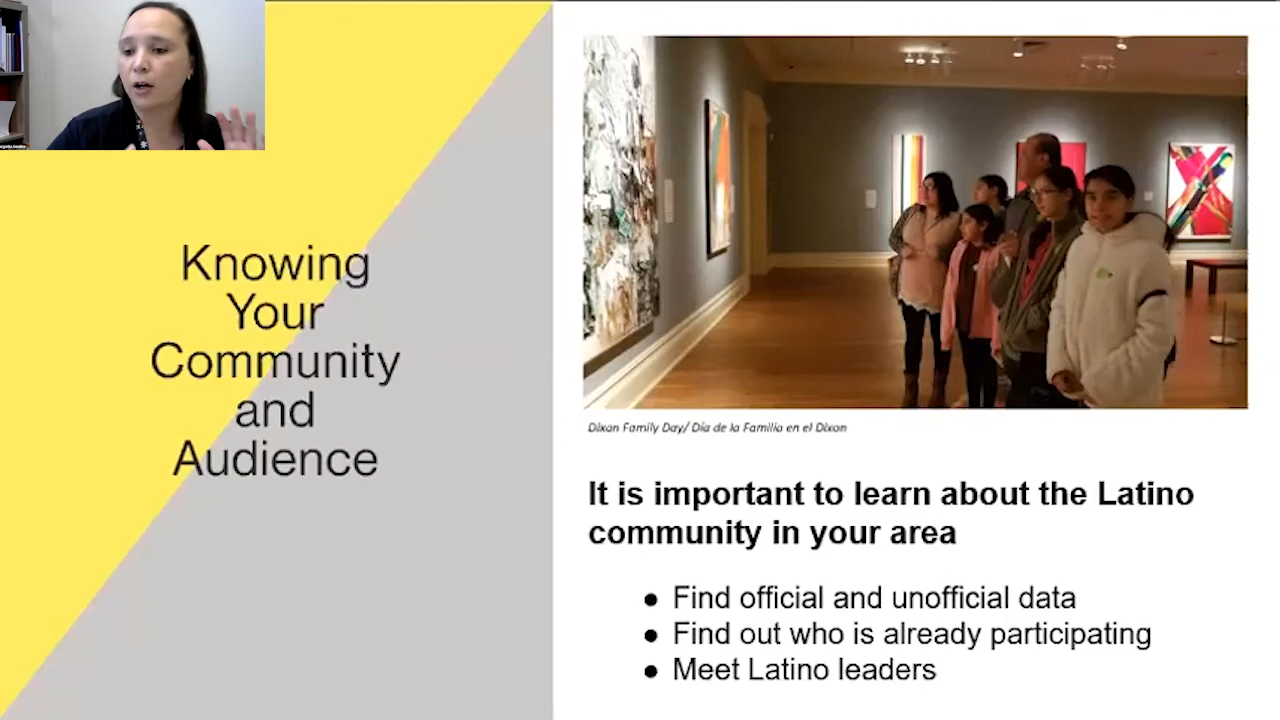 Knowing
Your
Community
and
Audience
Dixon Family Day/ Día de la Familia en el Dixon
It is important to learn about the Latino
community in your area
● Find official and unofficial data
● Find out who is already participating
● Meet Latino leaders